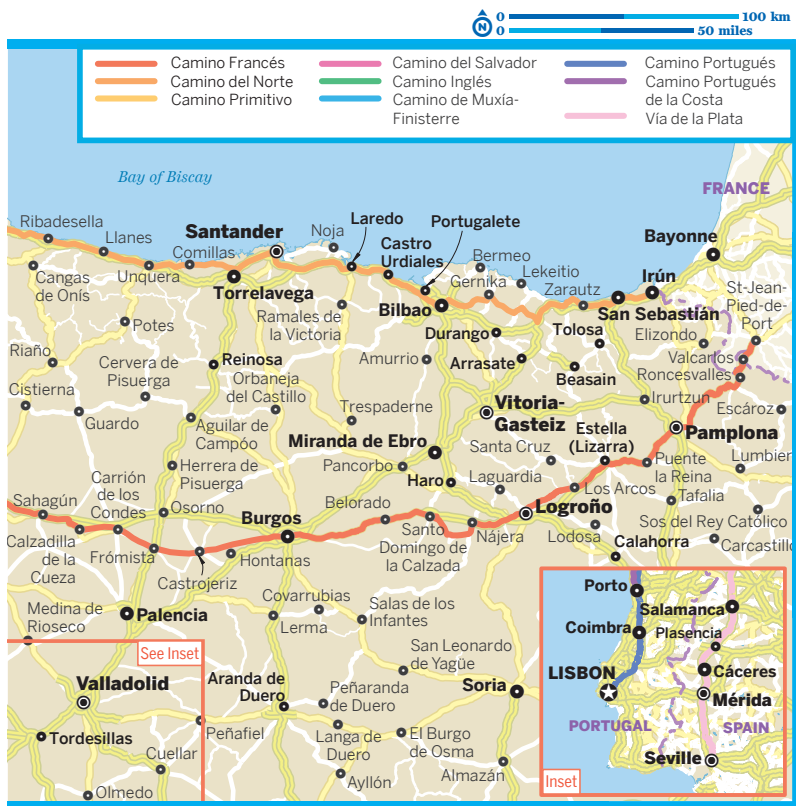 0 100 km
N
0 50 miles
Camino Francés
Camino del Norte
Camino Primitivo
Camino del Salvador
Camino Inglés
Camino de Muxía-
Finisterre
Camino Portugués
Camino Portugués
de la Costa
Vía de la Plata
Bay of Biscay
FRANCE
Ribadesella
Llanes
Comillas
Unquera
Cangas
de Onís
Santander
Noja
Laredo
Portugalete
Castro
Urdiales
Bermeo
Gernika
Lekeitio
Zarautz
Bayonne
Irún
San Sebastián
St-Jean-
Pied-de-
Port
Torrelavega
Ramales de
la Victoria
Bilbao
Durango
Tolosa
Elizondo
Valcarlos
Roncesvalles
Potes
Riaño
Cervera de
Pisuerga
Reinosa
Orbaneja
del Castillo
Amurrio
Arrasate
Beasain
Irurtzun
Escároz
Cistierna
Guardo
Aguilar de
Campóo
Trespaderne
Vitoria-
Gasteiz
Estella
(Lizarra)
Pamplona
Miranda de Ebro
Santa Cruz
Lumbier
Herrera de
Pisuerga
Pancorbo
Haro
Laguardia
Los Arcos
Puente
la Reina
Tafalia
Sahagún
Carrión
de los
Condes
Osorno
Burgos
Belorado
Santo
Domingo de
la Calzada
Nájera
Logroño
Lodosa
Calahorra
Sos del Rey Católico
Carcastillo
Calzadilla
de la
Cueza
Frómista
Castrojeriz
Hontanas
Medina de
Rioseco
Palencia
Covarrubias
Lerma
Salas de los
Infantes
See Inset
Valladolid
Tordesillas
Olmedo
Cuellar
Peñafiel
Aranda de
Duero
Peñaranda
de Duero
Langa de
Duero
Ayllón
San Leonardo
de Yagüe
El Burgo
de Osma
Soria
Almazán
Porto
Salamanca
Coimbra
Plasencia
LISBON
Cáceres
Mérida
PORTUGAL
SPAIN
Seville
Inset